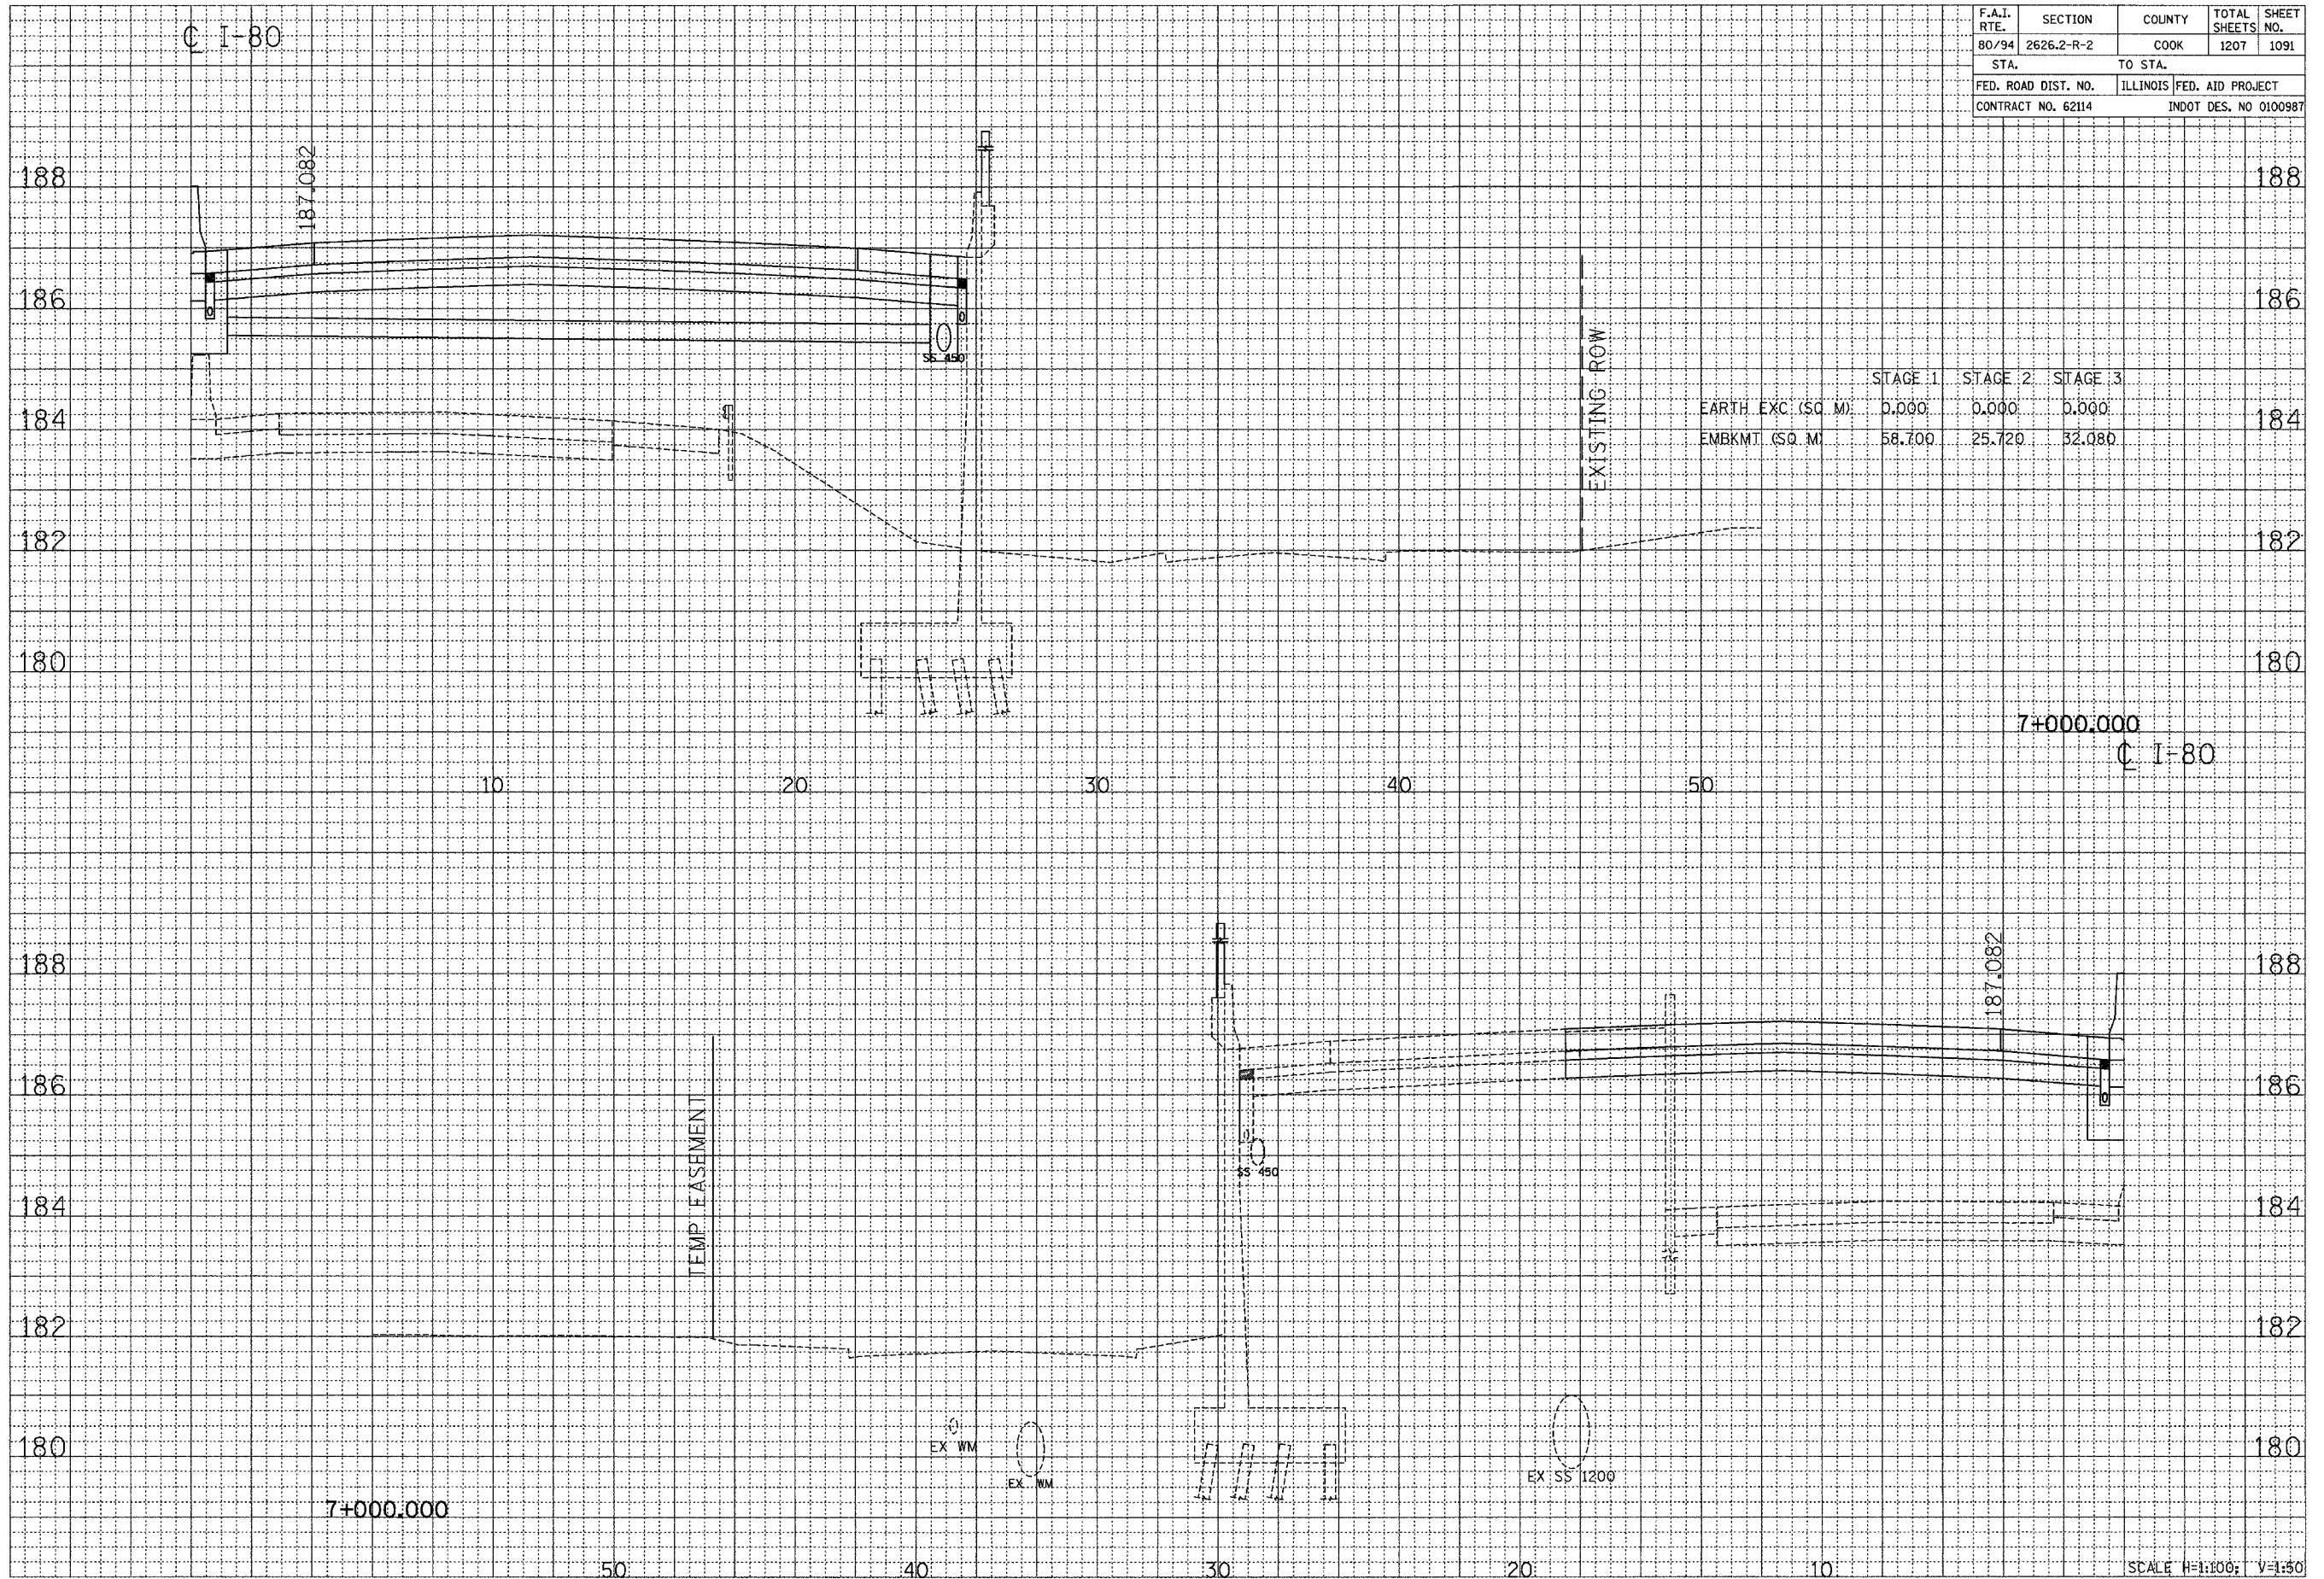 F.A.I. RTE. SECTION COUNTY TOTAL SHEETS SHEET NO.
80/94 2626.2-R-2 COOK 1207 1091
STA. TO STA.
FED. ROAD DIST. NO. ILLINOIS FED. AID PROJECT
CONTRACT NO. 62114 INDOT DES. NO 0100987
℄ I-80
187.082
188 188
186 186
SS 450
EXISTING ROW
STAGE 1 STAGE 2 STAGE 3
EARTH EXC (SQ M) 0.000 0.000 0.000
EMBKMT (SQ M) 58.700 25.720 32.080
184 184
182 182
180 180
7+000.000
℄ I-80
10 20 30 40 50
187.082
188 188
186 186
TEMP EASEMENT
SS 450
184 184
182 182
180 180
EX WM
EX WM
EX SS 1200
7+000.000
50 40 30 20 10
SCALE H=1:100; V=1:50